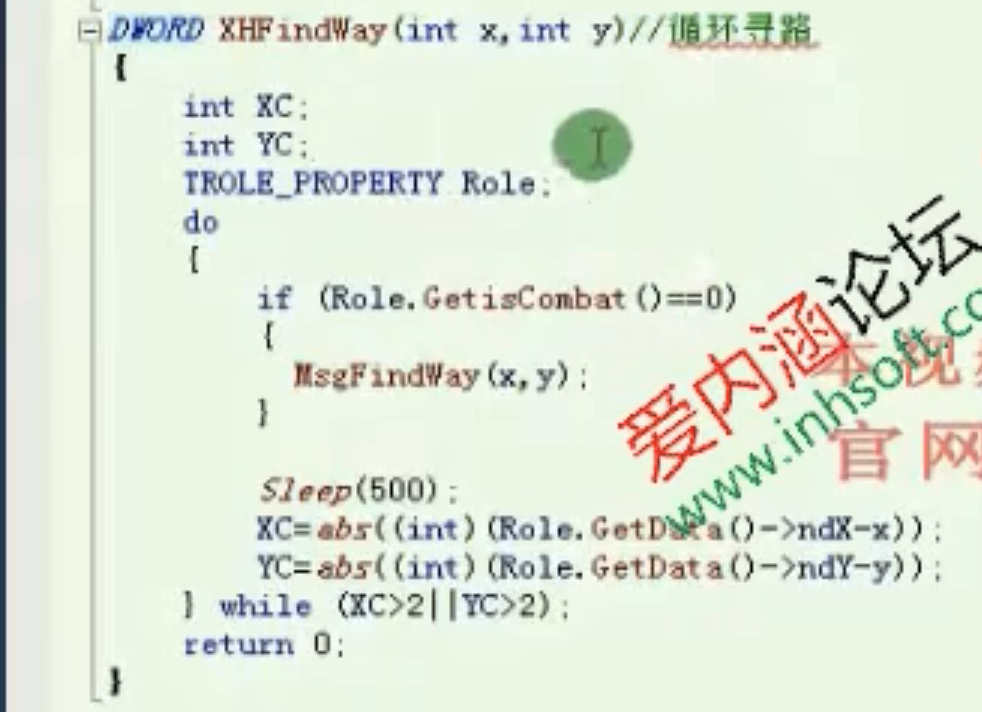 DWORD XHFindWay(int x,int y)//循环寻路
{
int XC;
int YC;
TROLE_PROPERTY Role;
do
{
if (Role.GetisCombat()==0)
{
MsgFindWay(x,y);
}
Sleep(500);
XC=abs((int)(Role.GetData()->ndX-x));
YC=abs((int)(Role.GetData()->ndY-y));
} while (XC>2||YC>2);
return 0;
}
爱内涵论坛
www.inhsoft.co
本视
官网